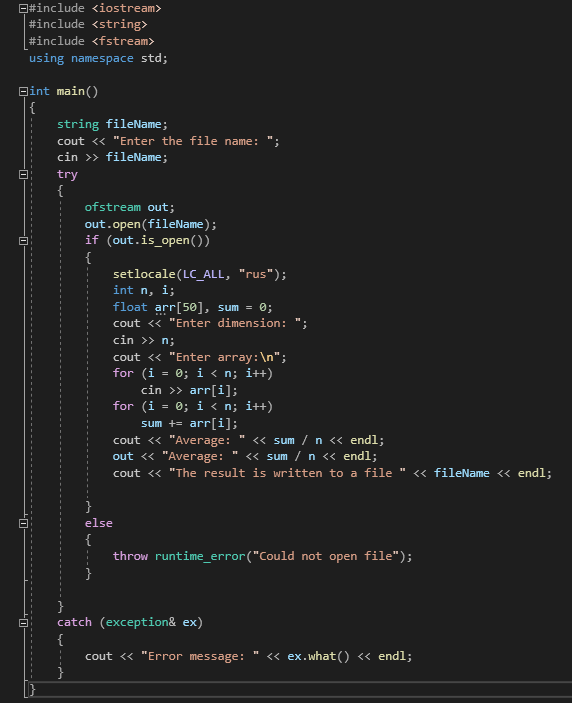 #include <iostream>
#include <string>
#include <fstream>
using namespace std;
int main()
{
string fileName;
cout << "Enter the file name: ";
cin >> fileName;
try
{
ofstream out;
out.open(fileName);
if (out.is_open())
{
setlocale(LC_ALL, "rus");
int n, i;
float arr[50], sum = 0;
cout << "Enter dimension: ";
cin >> n;
cout << "Enter array:\n";
for (i = 0; i < n; i++)
cin >> arr[i];
for (i = 0; i < n; i++)
sum += arr[i];
cout << "Average: " << sum / n << endl;
out << "Average: " << sum / n << endl;
cout << "The result is written to a file " << fileName << endl;
}
else
{
throw runtime_error("Could not open file");
}
}
catch (exception& ex)
{
cout << "Error message: " << ex.what() << endl;
}
}